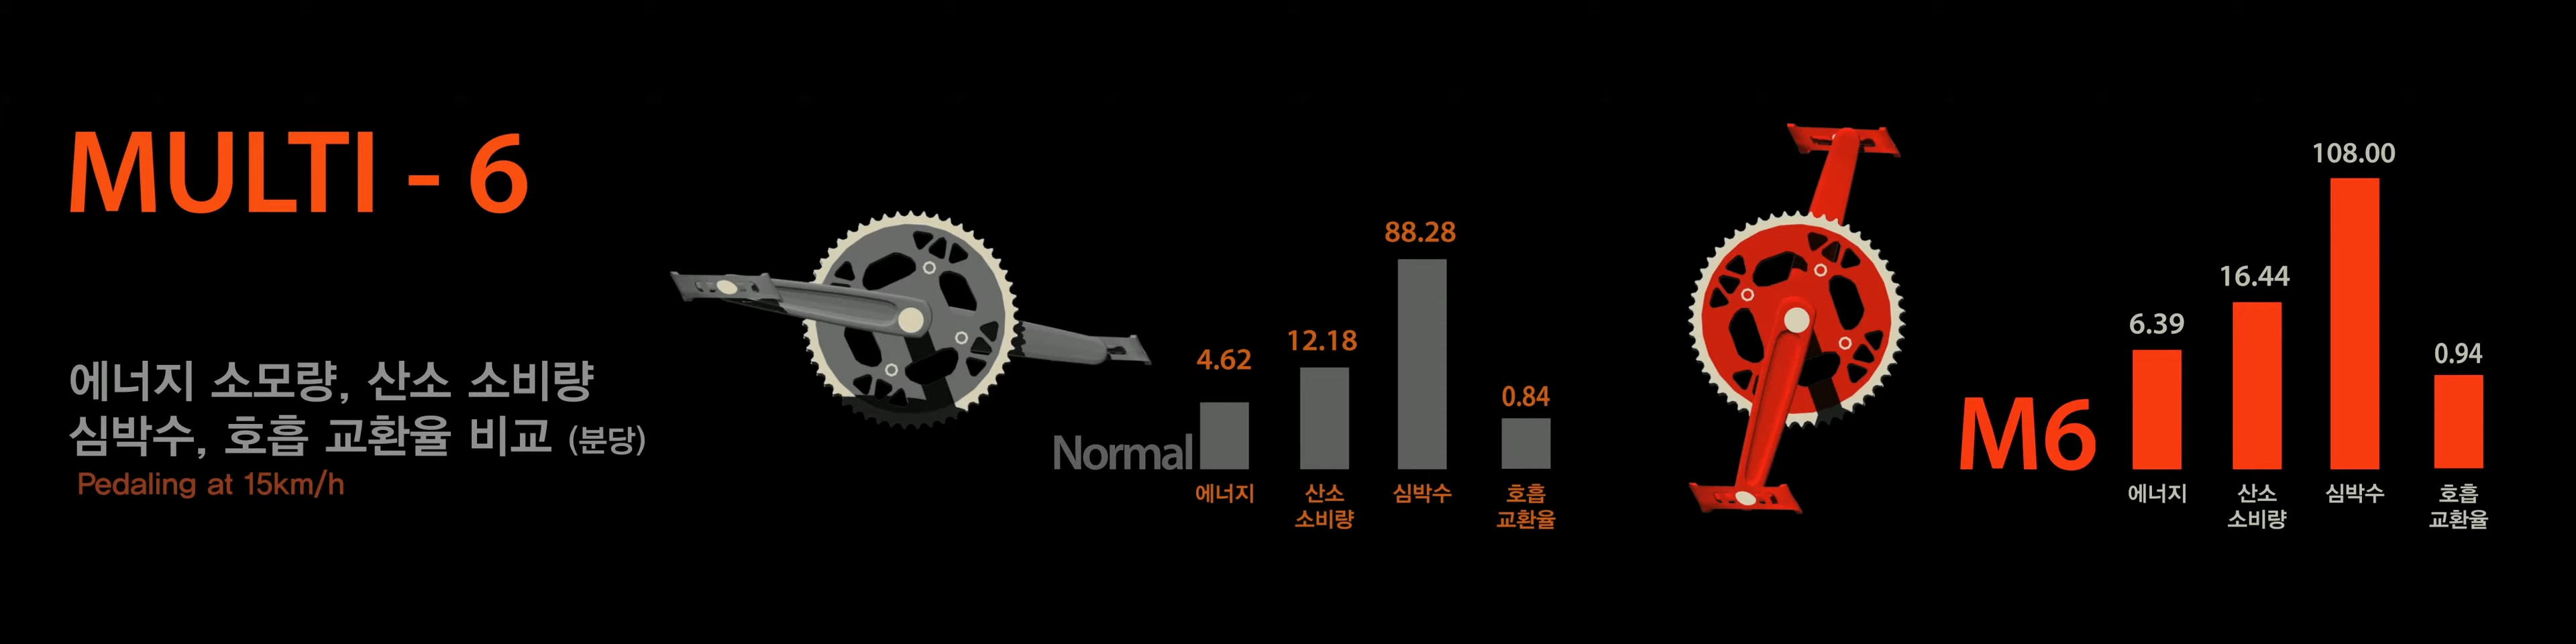 MULTI - 6
에너지 소모량, 산소 소비량
심박수, 호흡 교환율 비교 (분당)
Pedaling at 15km/h
Normal
4.62
12.18
88.28
0.84
에너지
산소
소비량
심박수
호흡
교환율
M6
6.39
16.44
108.00
0.94
에너지
산소
소비량
심박수
호흡
교환율